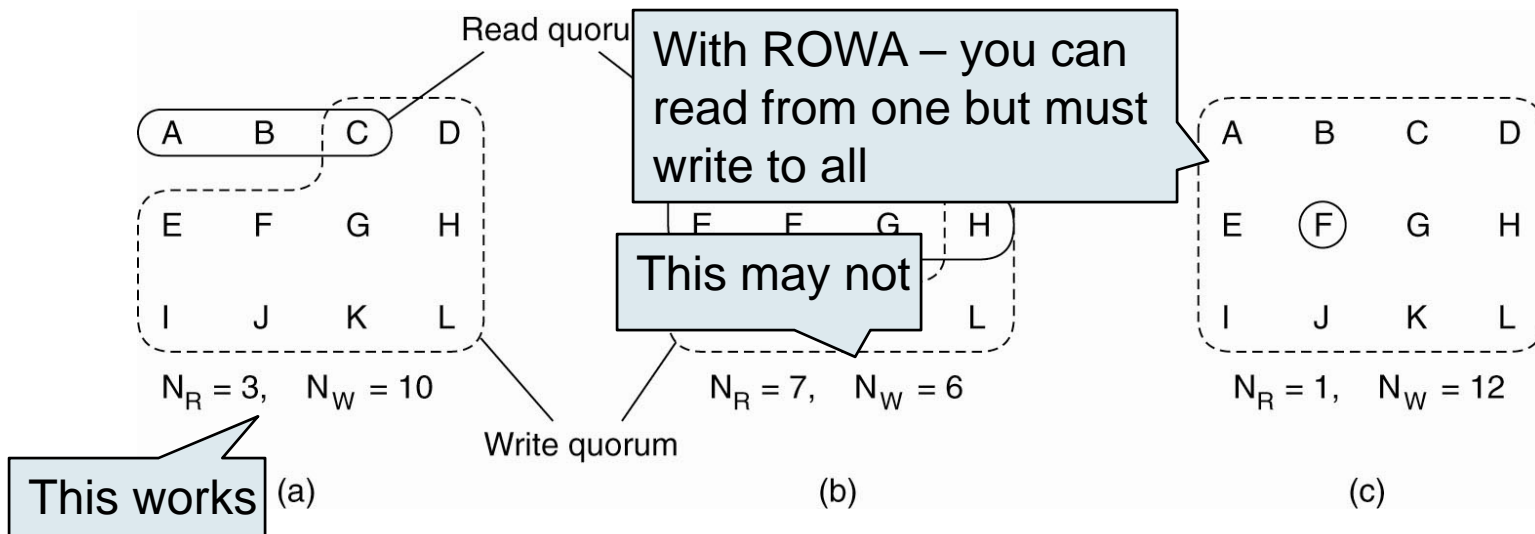 Read quoru
With ROWA – you can
read from one but must
write to all
A B C D
E F G H
I J K L
N_R = 3, N_W = 10
This works
(a)
H
This may not
L
N_R = 7, N_W = 6
Write quorum
(b)
A B C D
E F G H
I J K L
N_R = 1, N_W = 12
(c)